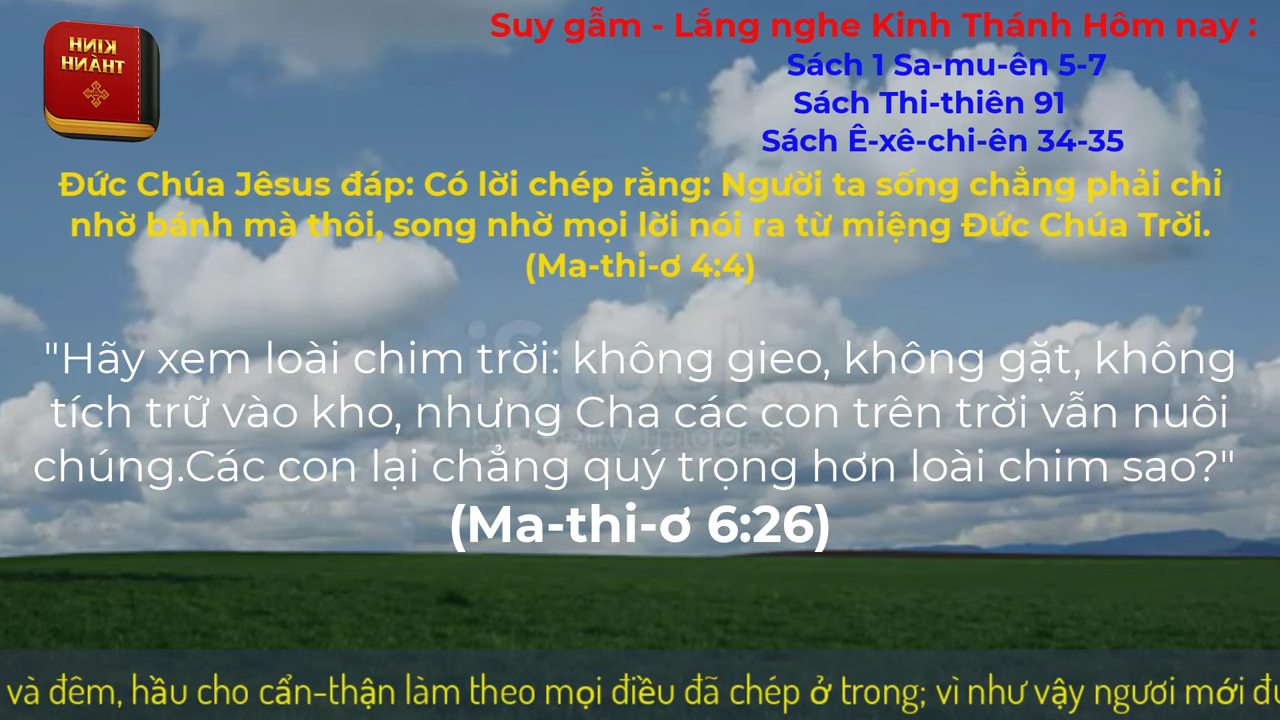 KINH
THÁNH
Suy gẫm - Lắng nghe Kinh Thánh Hôm nay :
Sách 1 Sa-mu-ên 5-7
Sách Thi-thiên 91
Sách Ê-xê-chi-ên 34-35
Đức Chúa Jêsus đáp: Có lời chép rằng: Người ta sống chẳng phải chỉ
nhờ bánh mà thôi, song nhờ mọi lời nói ra từ miệng Đức Chúa Trời.
(Ma-thi-ơ 4:4)
iStock
by Getty Images
"Hãy xem loài chim trời: không gieo, không gặt, không
tích trữ vào kho, nhưng Cha các con trên trời vẫn nuôi
chúng.Các con lại chẳng quý trọng hơn loài chim sao?"
(Ma-thi-ơ 6:26)
và đêm, hầu cho cẩn-thận làm theo mọi điều đã chép ở trong; vì như vậy ngươi mới